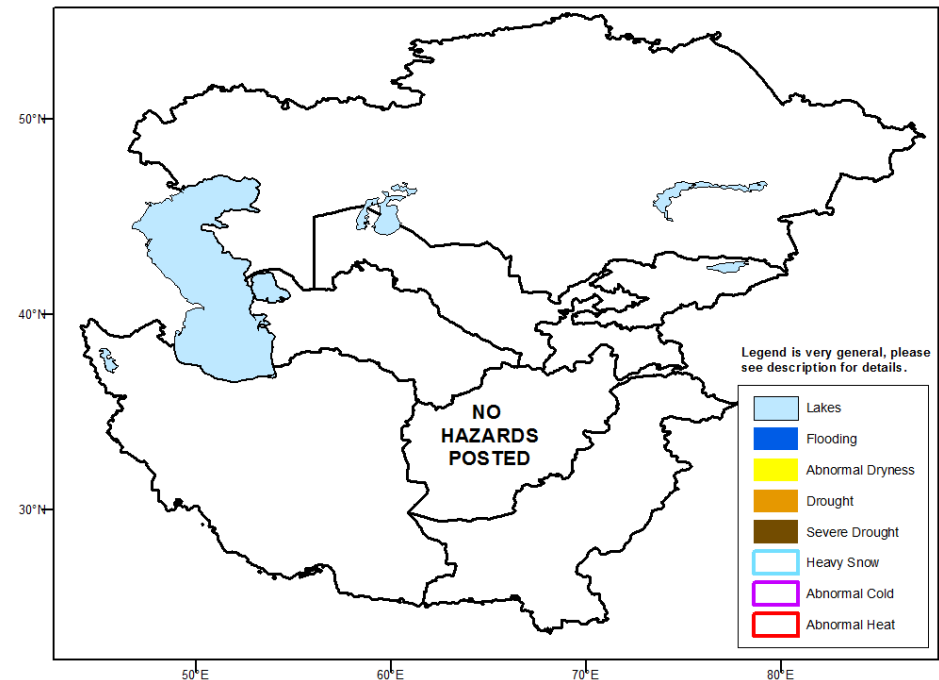 50°N
40°N
30°N
NO
HAZARDS
POSTED
Legend is very general, please
see description for details.
Lakes
Flooding
Abnormal Dryness
Drought
Severe Drought
Heavy Snow
Abnormal Cold
Abnormal Heat
50°E
60°E
70°E
80°E